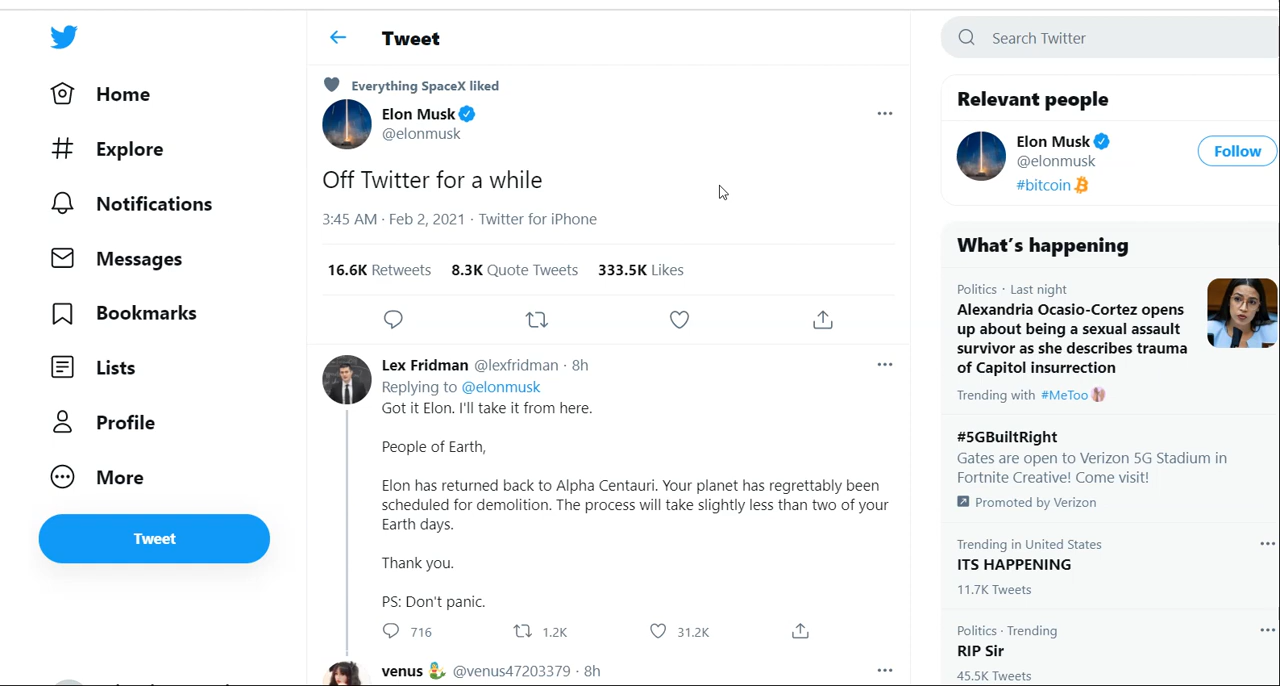 Tweet
Everything SpaceX liked
Elon Musk
@elonmusk
Off Twitter for a while
3:45 AM · Feb 2, 2021 · Twitter for iPhone
16.6K Retweets 8.3K Quote Tweets 333.5K Likes
Lex Fridman @lexfridman · 8h
Replying to @elonmusk
Got it Elon. I'll take it from here.
People of Earth,
Elon has returned back to Alpha Centauri. Your planet has regrettably been
scheduled for demolition. The process will take slightly less than two of your
Earth days.
Thank you.
PS: Don't panic.
716 1.2K 31.2K
venus @venus47203379 · 8h
Home
Explore
Notifications
Messages
Bookmarks
Lists
Profile
More
Tweet
Search Twitter
Relevant people
Elon Musk
@elonmusk
#bitcoin
Follow
What's happening
Politics · Last night
Alexandria Ocasio-Cortez opens
up about being a sexual assault
survivor as she describes trauma
of Capitol insurrection
Trending with #MeToo
#5GBuiltRight
Gates are open to Verizon 5G Stadium in
Fortnite Creative! Come visit!
Promoted by Verizon
Trending in United States
ITS HAPPENING
11.7K Tweets
Politics · Trending
RIP Sir
45.5K Tweets